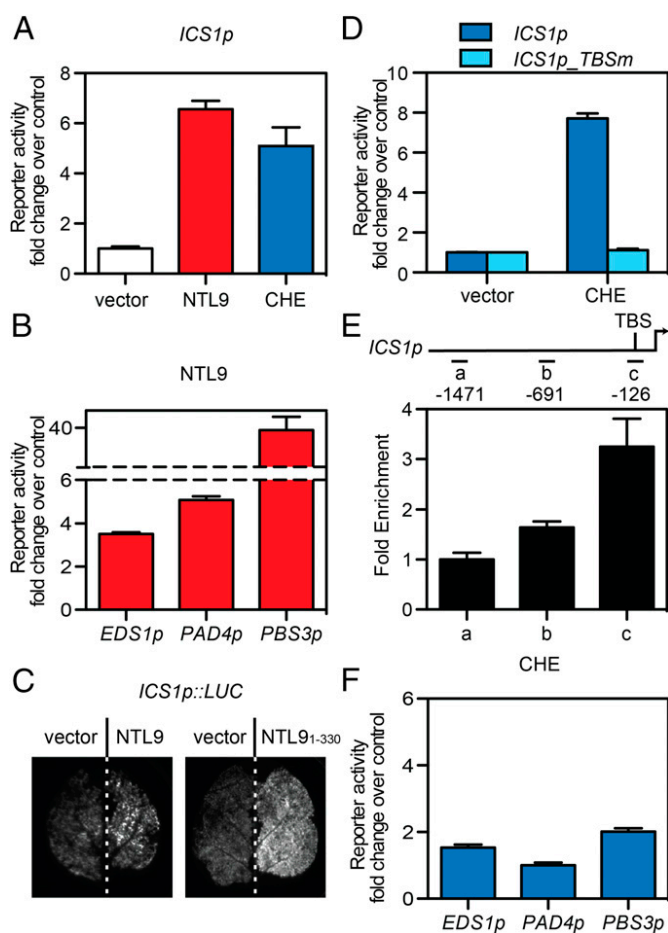 A
ICS1p
Reporter activity
fold change over control
8
6
4
2
0
vector NTL9 CHE
B
NTL9
Reporter activity
fold change over control
40
6
4
2
0
EDS1p PAD4p PBS3p
C
ICS1p::LUC
vector NTL9 vector NTL91-330
D
ICS1p
ICS1p_TBSm
Reporter activity
fold change over control
10
8
6
4
2
0
vector CHE
E
TBS
ICS1p
a b c
-1471 -691 -126
Fold Enrichment
4
3
2
1
0
a b c
F
CHE
Reporter activity
fold change over control
6
4
2
0
EDS1p PAD4p PBS3p